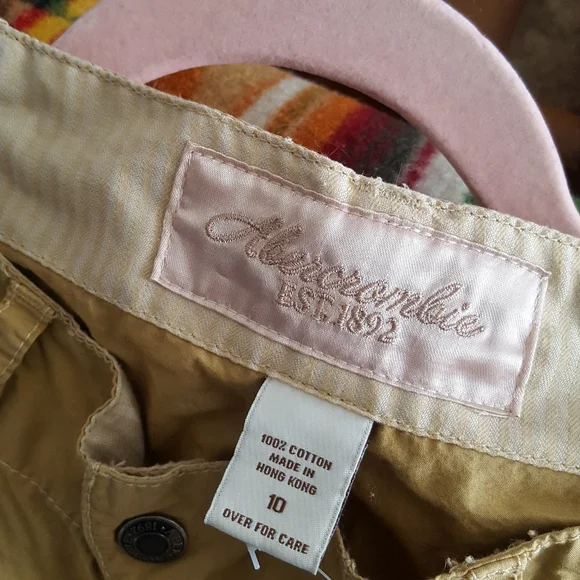 Abercrombie
EST. 1892
100% COTTON
MADE IN
HONG KONG
10
OVER FOR CARE